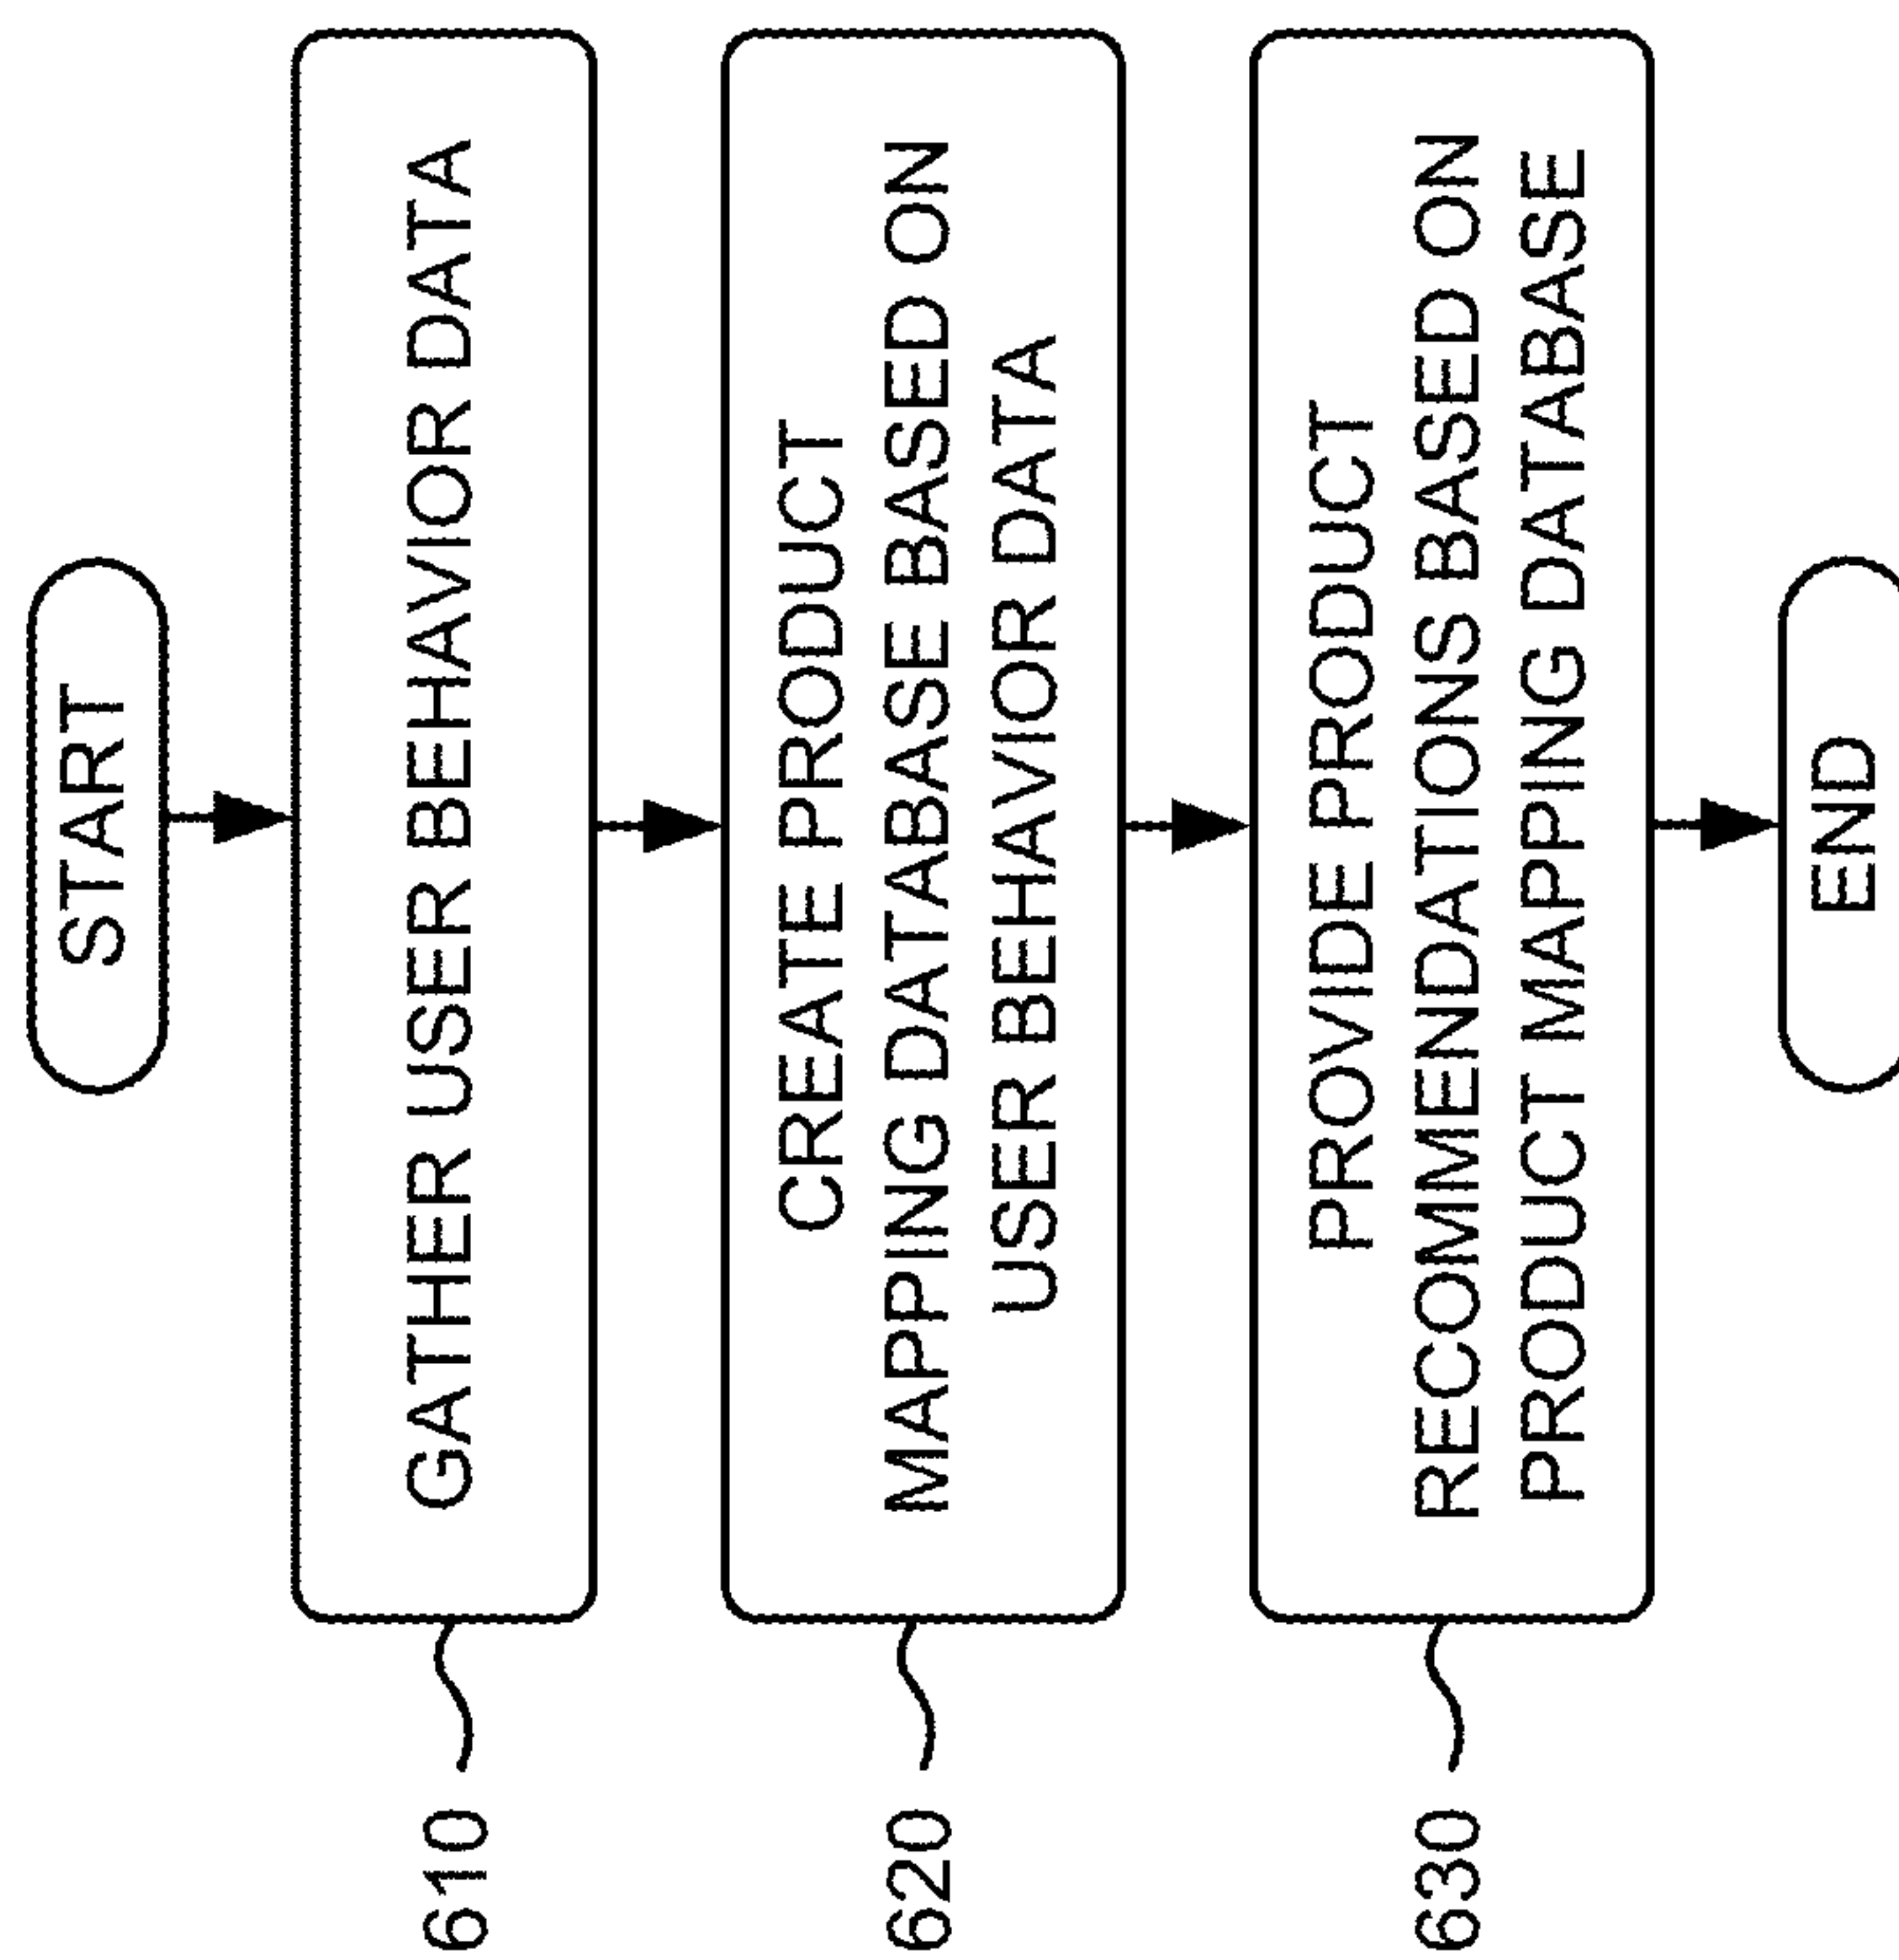 START
610
GATHER USER BEHAVIOR DATA
620
CREATE PRODUCT
MAPPING DATABASE BASED ON
USER BEHAVIOR DATA
630
PROVIDE PRODUCT
RECOMMENDATIONS BASED ON
PRODUCT MAPPING DATABASE
END